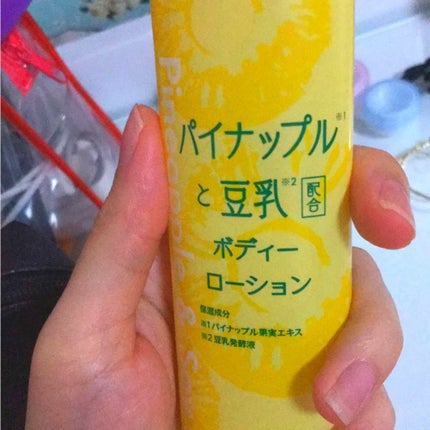 パイナップル※1
と豆乳※2 配合
ボディー
ローション
保湿成分
※1 パイナップル果実エキス
※2 豆乳発酵液